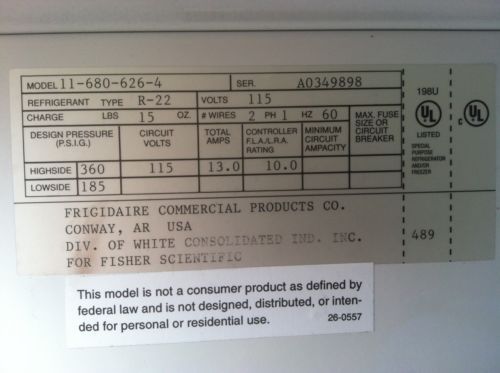 MODEL 11-680-626-4 SER. A0349898
REFRIGERANT TYPE R-22 VOLTS 115
CHARGE LBS 15 OZ. # WIRES 2 PH 1 HZ 60 MAX. FUSE SIZE OR CIRCUIT BREAKER
DESIGN PRESSURE (P.S.I.G.) CIRCUIT VOLTS TOTAL AMPS CONTROLLER F.L.A./L.R.A. RATING MINIMUM CIRCUIT AMPACITY
HIGHSIDE 360 115 13.0 10.0
LOWSIDE 185
198U
UL
LISTED
SPECIAL
PURPOSE
REFRIGERATOR
AND/OR
FREEZER
C UL
489
FRIGIDAIRE COMMERCIAL PRODUCTS CO.
CONWAY, AR USA
DIV. OF WHITE CONSOLIDATED IND. INC.
FOR FISHER SCIENTIFIC
This model is not a consumer product as defined by
federal law and is not designed, distributed, or inten-
ded for personal or residential use. 26-0557